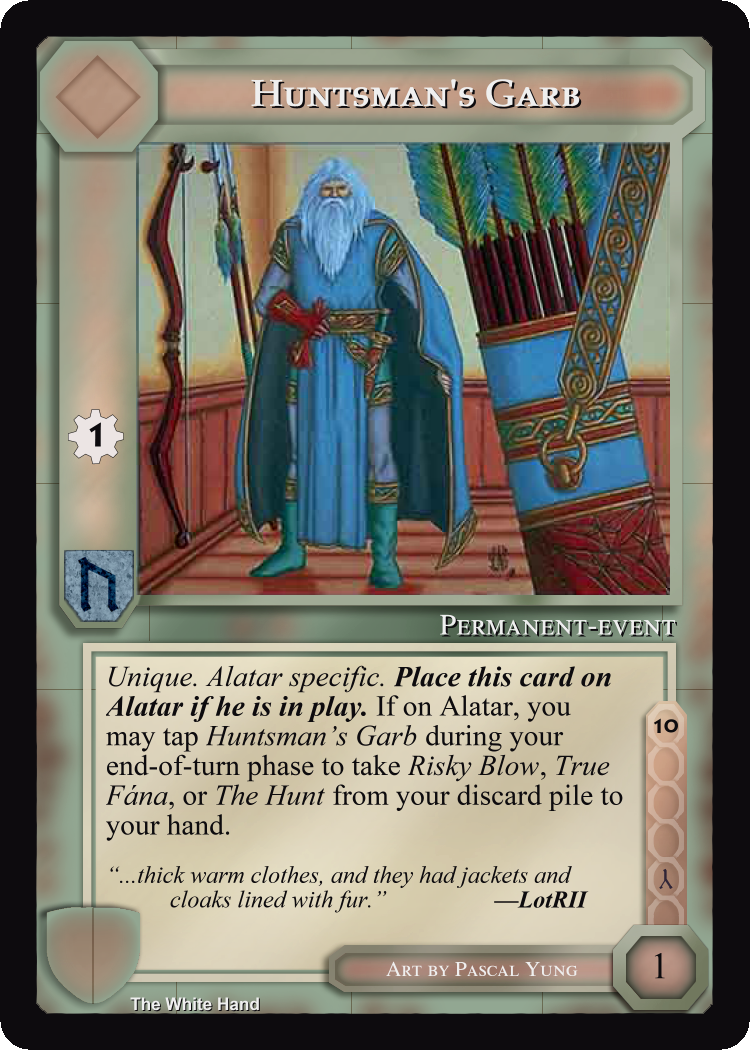 Huntsman's Garb
1
Permanent-event
Unique. Alatar specific. Place this card on
Alatar if he is in play. If on Alatar, you
may tap Huntsman’s Garb during your
end-of-turn phase to take Risky Blow, True
Fána, or The Hunt from your discard pile to
your hand.
“...thick warm clothes, and they had jackets and
cloaks lined with fur.” —LotRII
10
Art by Pascal Yung
1
The White Hand